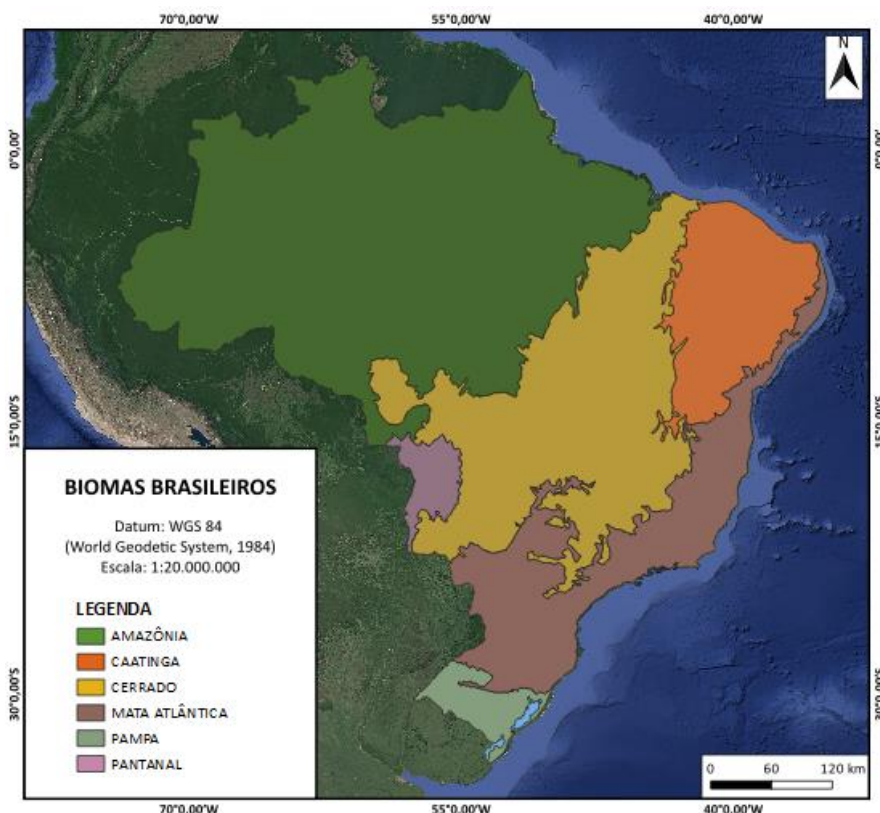 70°0,00'W 55°0,00'W 40°0,00'W
N
0°0,00' 0°0,00'
15°0,00'S 15°0,00'S
BIOMAS BRASILEIROS
Datum: WGS 84
(World Geodetic System, 1984)
Escala: 1:20.000.000
LEGENDA
AMAZÔNIA
CAATINGA
CERRADO
MATA ATLÂNTICA
PAMPA
PANTANAL
30°0,00'S 30°0,00'S
0 60 120 km
70°0,00'W 55°0,00'W 40°0,00'W